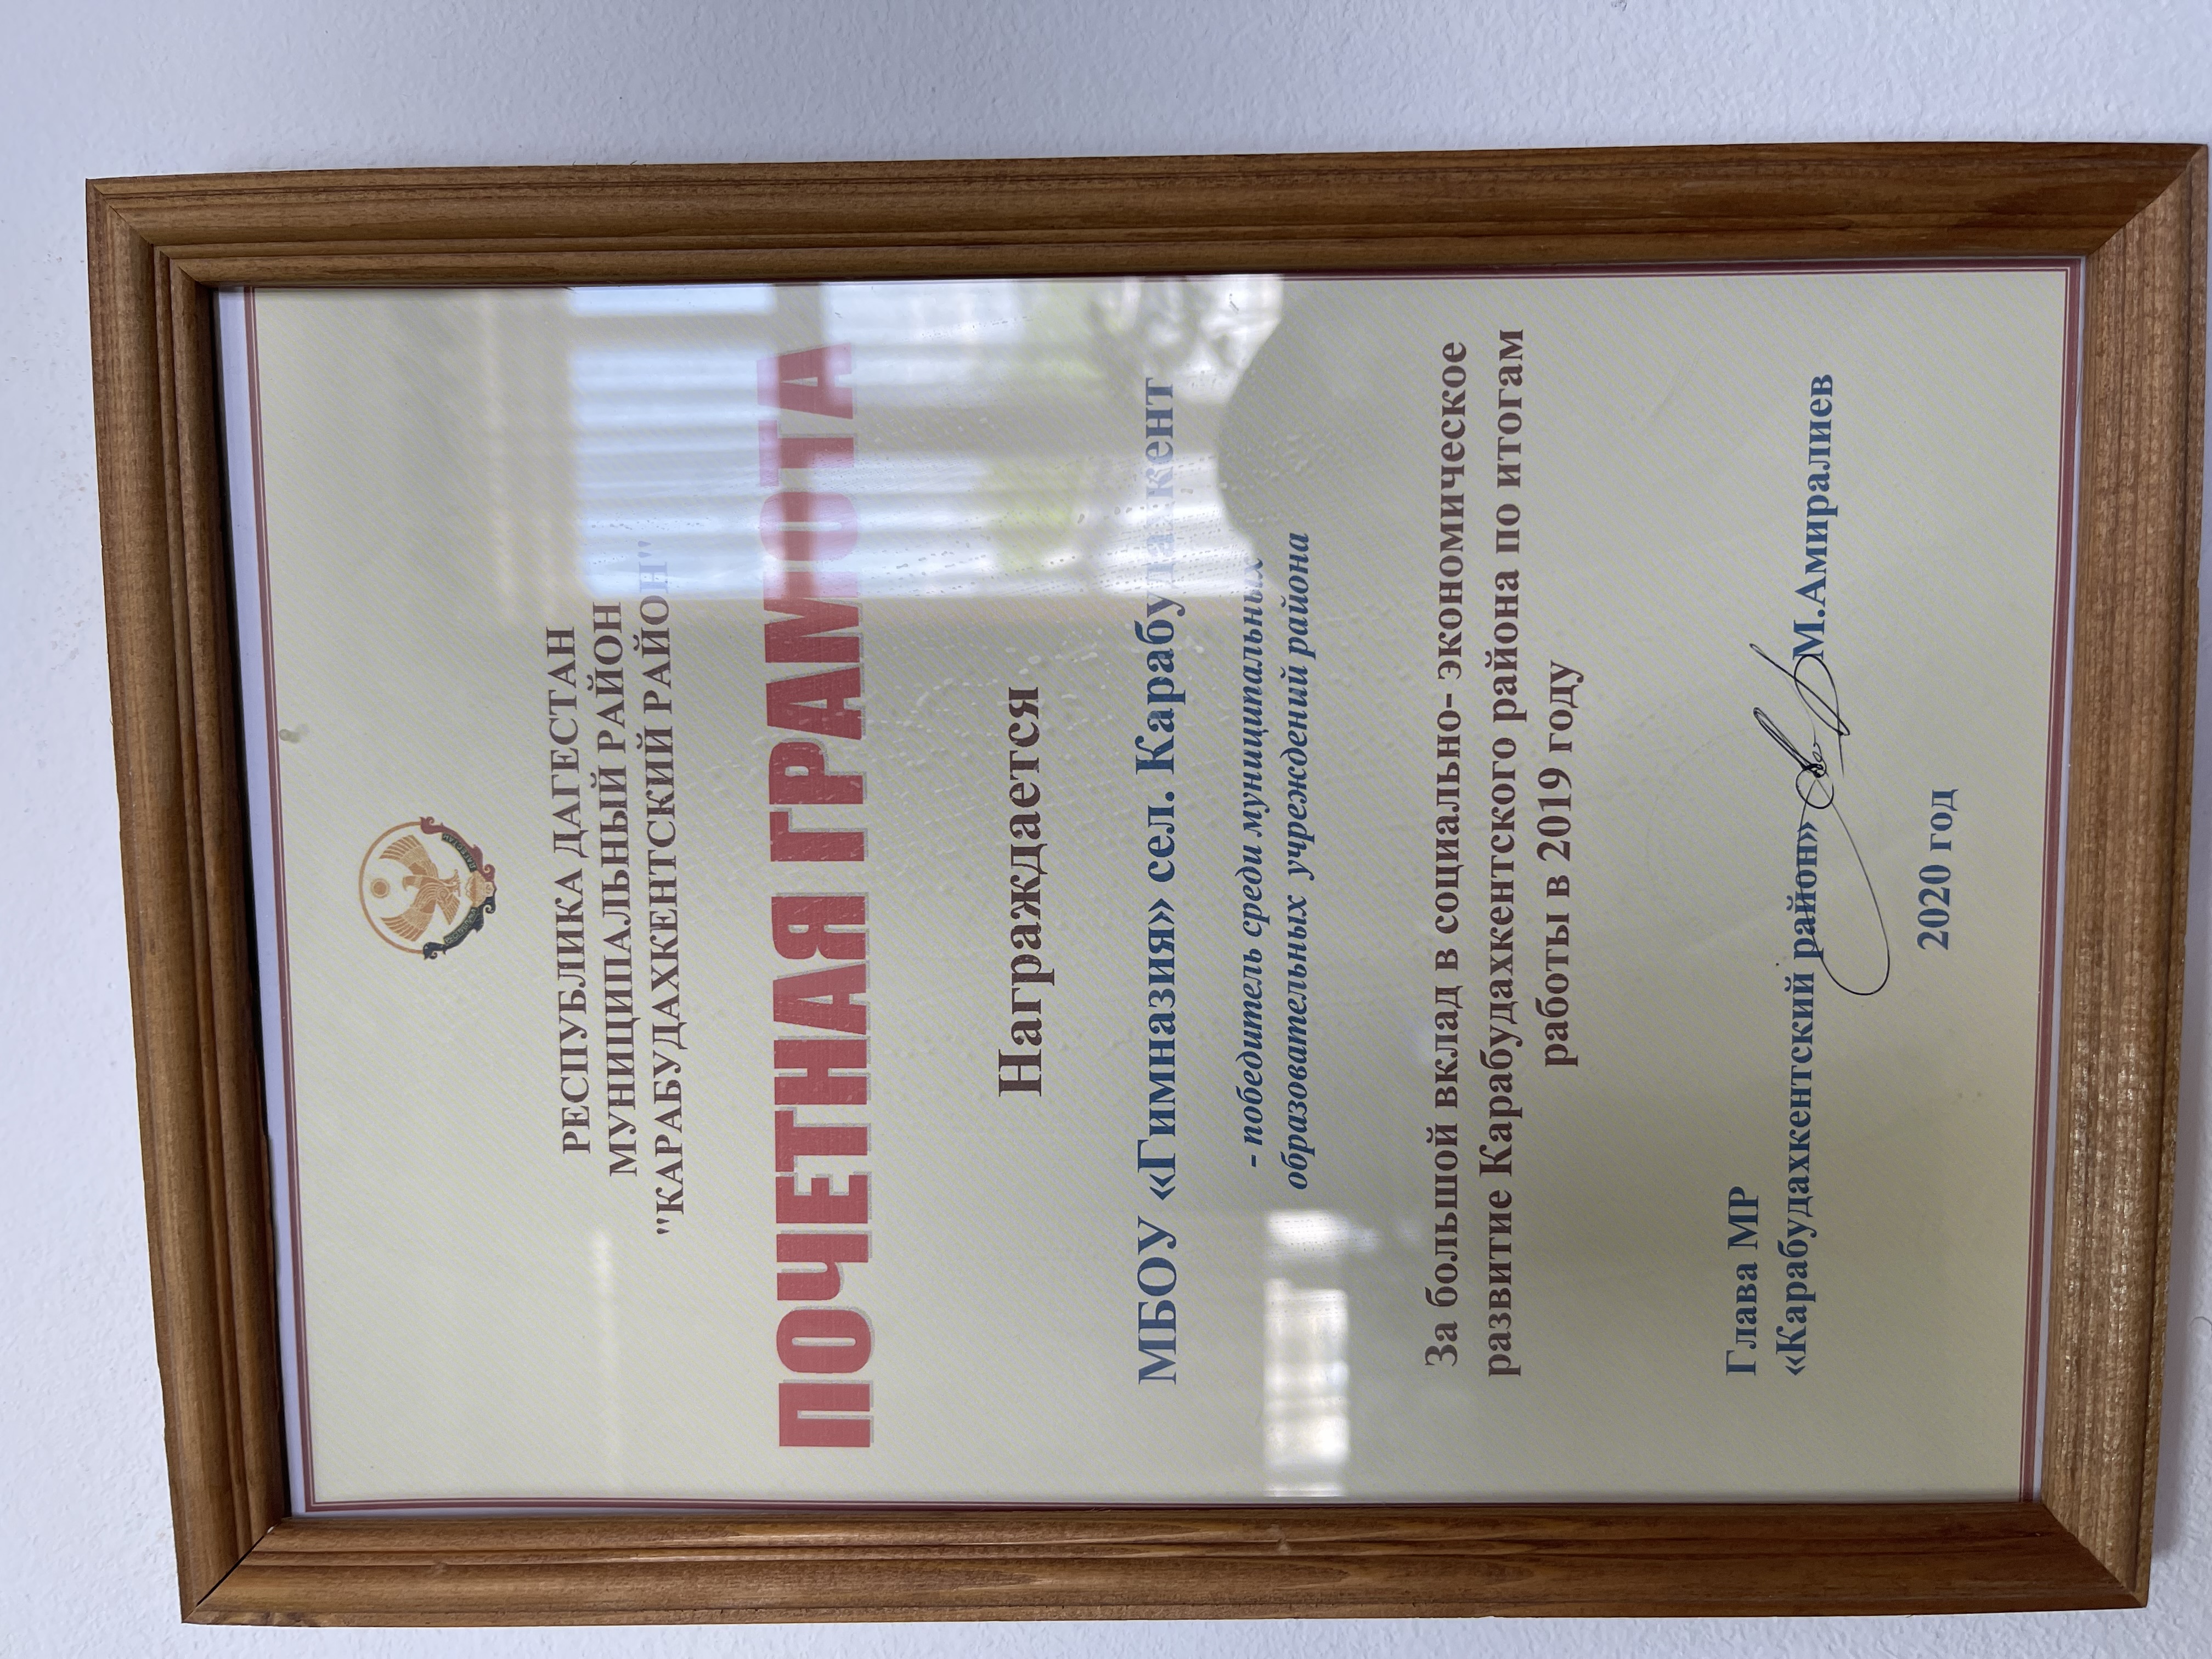 РЕСПУБЛИКА ДАГЕСТАН
МУНИЦИПАЛЬНЫЙ РАЙОН
"КАРАБУДАХКЕНТСКИЙ РАЙОН"
ПОЧЕТНАЯ ГРАМОТА
Награждается
МБОУ «Гимназия» сел. Карабудахкент
- победитель среди муниципальных
образовательных учреждений района
За большой вклад в социально- экономическое
развитие Карабудахкентского района по итогам
работы в 2019 году
Глава МР
«Карабудахкентский район» М.Амиралиев
2020 год